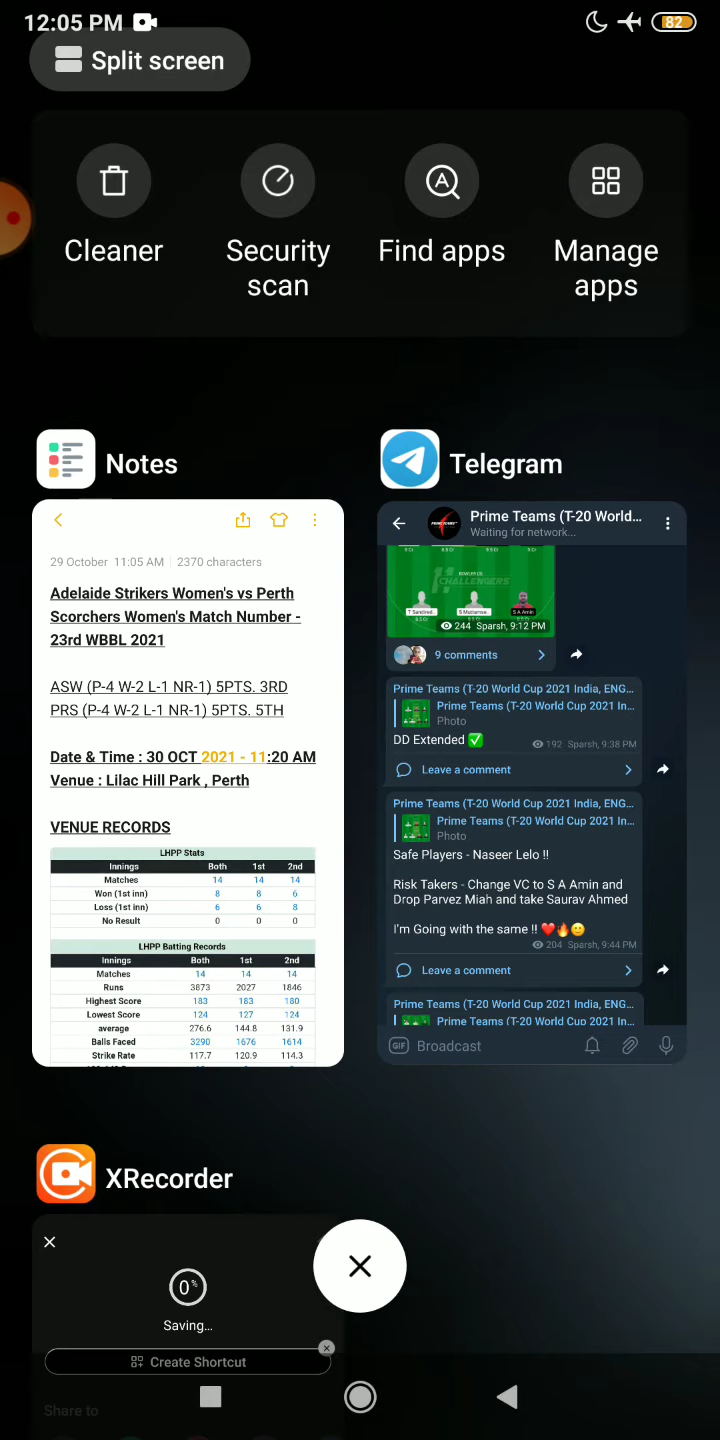 12:05 PM
82
Split screen
Cleaner
Security scan
Find apps
Manage apps
Notes
29 October 11:05 AM | 2370 characters
Adelaide Strikers Women's vs Perth
Scorchers Women's Match Number -
23rd WBBL 2021
ASW (P-4 W-2 L-1 NR-1) 5PTS. 3RD
PRS (P-4 W-2 L-1 NR-1) 5PTS. 5TH
Date & Time : 30 OCT 2021 - 11:20 AM
Venue : Lilac Hill Park , Perth
VENUE RECORDS
LHPP Stats
Innings Both 1st 2nd
Matches 14 14 14
Won (1st inn) 8 8 6
Loss (1st inn) 6 6 8
No Result 0 0 0
LHPP Batting Records
Innings Both 1st 2nd
Matches 14 14 14
Runs 3873 2027 1846
Highest Score 183 183 180
Lowest Score 124 127 124
average 276.6 144.8 131.9
Balls Faced 3290 1676 1614
Strike Rate 117.7 120.9 114.3
Telegram
Prime Teams (T-20 World...
Waiting for network...
11 CHALLENGERS
BOWLER (3)
S A Amin
244 Sparsh, 9:12 PM
9 comments
Prime Teams (T-20 World Cup 2021 India, ENG...
Prime Teams (T-20 World Cup 2021 In...
Photo
DD Extended ✅
192 Sparsh, 9:38 PM
Leave a comment
Prime Teams (T-20 World Cup 2021 India, ENG...
Prime Teams (T-20 World Cup 2021 In...
Photo
Safe Players - Naseer Lelo !!
Risk Takers - Change VC to S A Amin and
Drop Parvez Miah and take Saurav Ahmed
I'm Going with the same !! ❤️🔥🙂
204 Sparsh, 9:44 PM
Leave a comment
Prime Teams (T-20 World Cup 2021 India, ENG...
Prime Teams (T-20 World Cup 2021 In...
GIF Broadcast
XRecorder
0%
Saving...
Create Shortcut
Share to